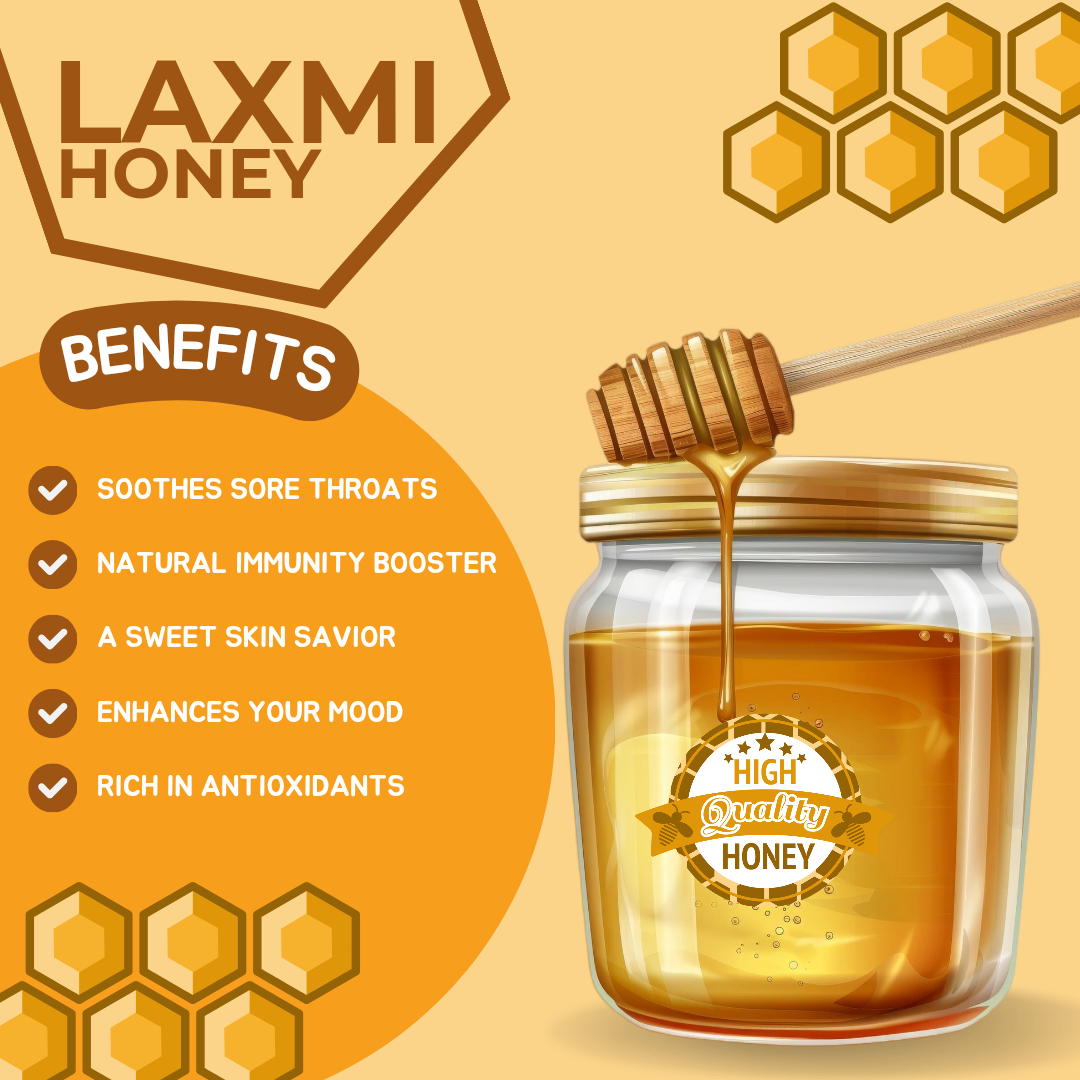 LAXMI
HONEY
BENEFITS
SOOTHES SORE THROATS
NATURAL IMMUNITY BOOSTER
A SWEET SKIN SAVIOR
ENHANCES YOUR MOOD
RICH IN ANTIOXIDANTS
HIGH
Quality
HONEY